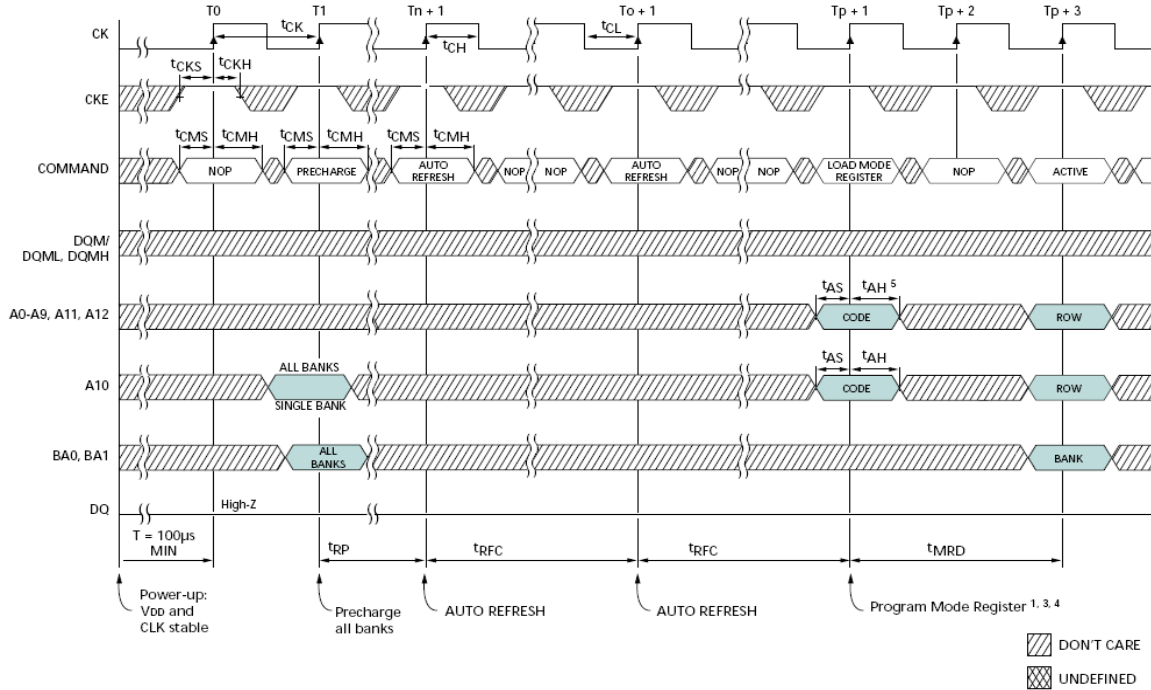 T0 T1 Tn + 1 To + 1 Tp + 1 Tp + 2 Tp + 3
CK tCK tCH tCL
tCKS tCKH
CKE
tCMS tCMH tCMS tCMH tCMS tCMH
COMMAND NOP PRECHARGE AUTO REFRESH NOP NOP AUTO REFRESH NOP NOP LOAD MODE REGISTER NOP ACTIVE
DQM/
DQML, DQMH
tAS tAH 5
A0-A9, A11, A12 CODE ROW
ALL BANKS tAS tAH
A10 CODE ROW
SINGLE BANK
BA0, BA1 ALL BANKS BANK
DQ High-Z
T = 100µs
MIN tRP tRFC tRFC tMRD
Power-up:
VDD and
CLK stable
Precharge
all banks
AUTO REFRESH
AUTO REFRESH
Program Mode Register 1, 3, 4
DON'T CARE
UNDEFINED